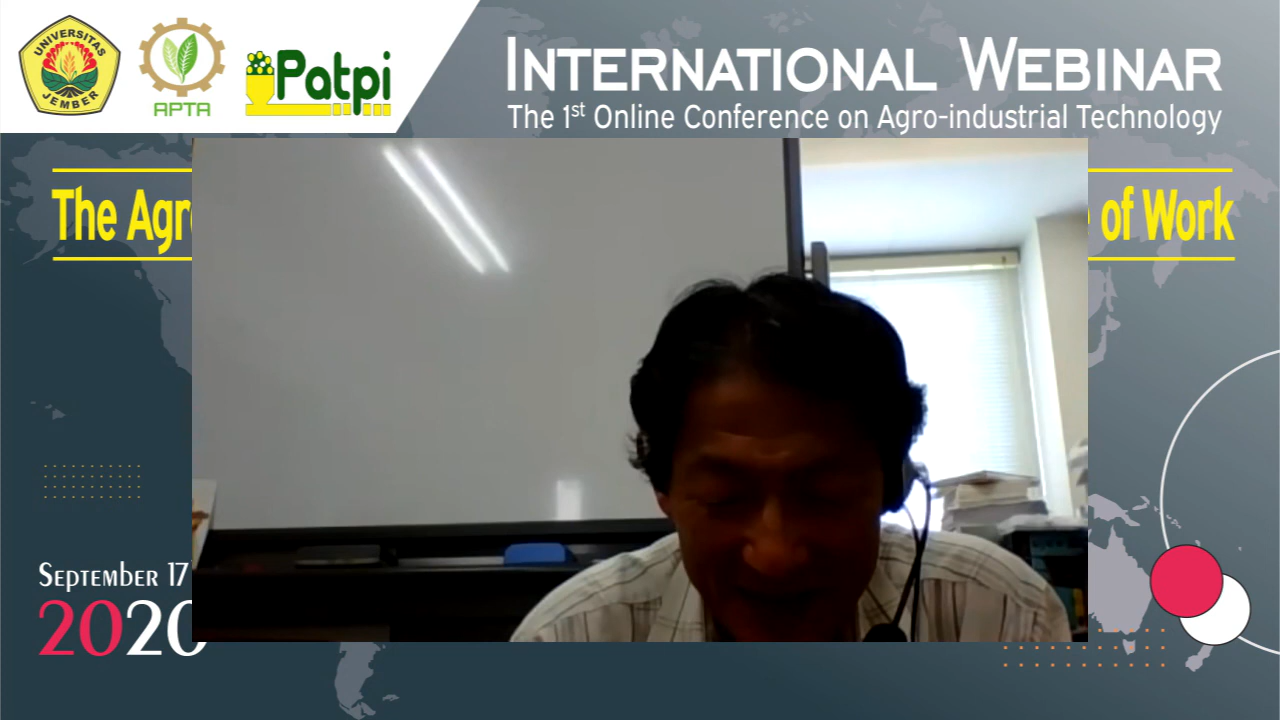 UNIVERSITAS
JEMBER
APTA
Patpi
INTERNATIONAL WEBINAR
The 1st Online Conference on Agro-industrial Technology
The Agr
of Work
SEPTEMBER 17
2020